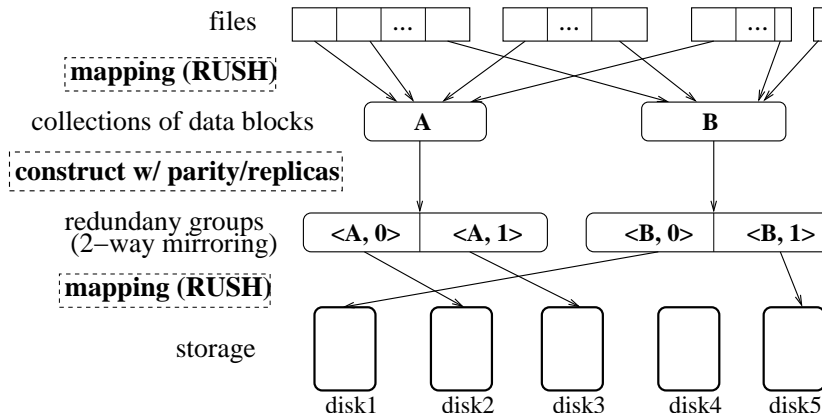 files
... ... ...
mapping (RUSH)
collections of data blocks
A B
construct w/ parity/replicas
redundany groups
(2−way mirroring)
<A, 0> <A, 1> <B, 0> <B, 1>
mapping (RUSH)
storage
disk1 disk2 disk3 disk4 disk5